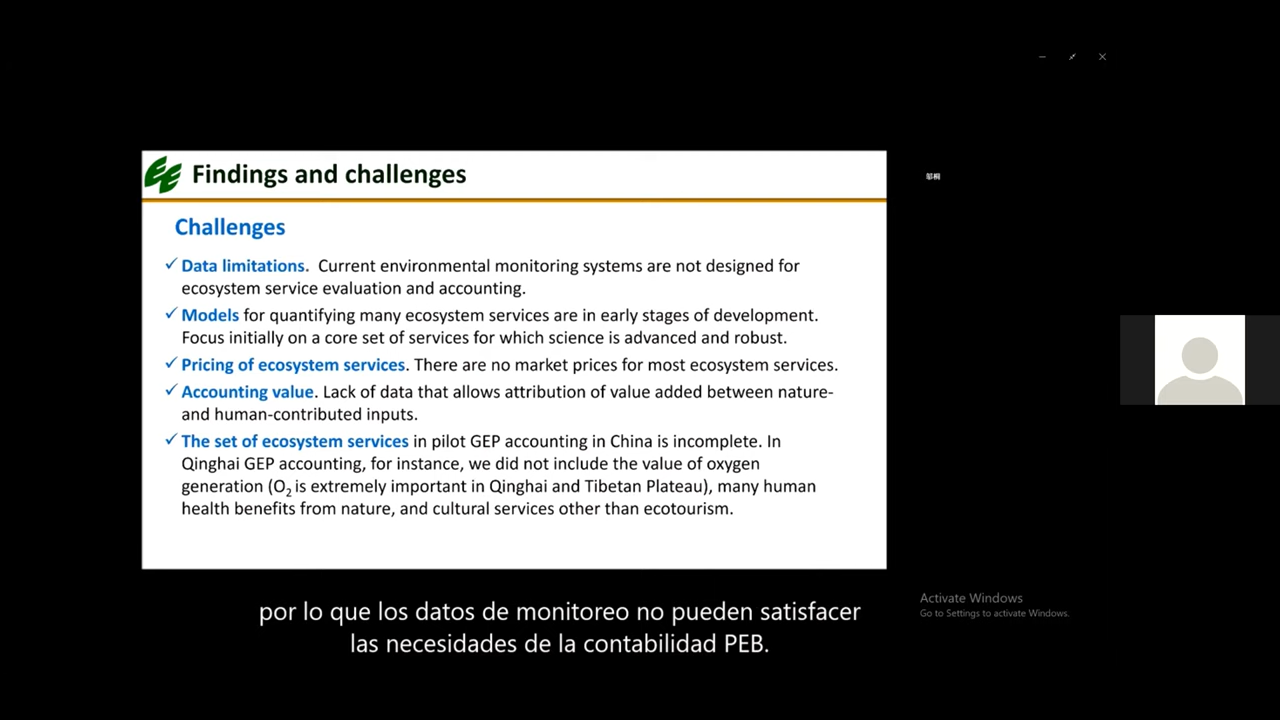 Findings and challenges
Challenges
✓ Data limitations. Current environmental monitoring systems are not designed for
ecosystem service evaluation and accounting.
✓ Models for quantifying many ecosystem services are in early stages of development.
Focus initially on a core set of services for which science is advanced and robust.
✓ Pricing of ecosystem services. There are no market prices for most ecosystem services.
✓ Accounting value. Lack of data that allows attribution of value added between nature-
and human-contributed inputs.
✓ The set of ecosystem services in pilot GEP accounting in China is incomplete. In
Qinghai GEP accounting, for instance, we did not include the value of oxygen
generation (O₂ is extremely important in Qinghai and Tibetan Plateau), many human
health benefits from nature, and cultural services other than ecotourism.
Activate Windows
Go to Settings to activate Windows.
por lo que los datos de monitoreo no pueden satisfacer
las necesidades de la contabilidad PEB.